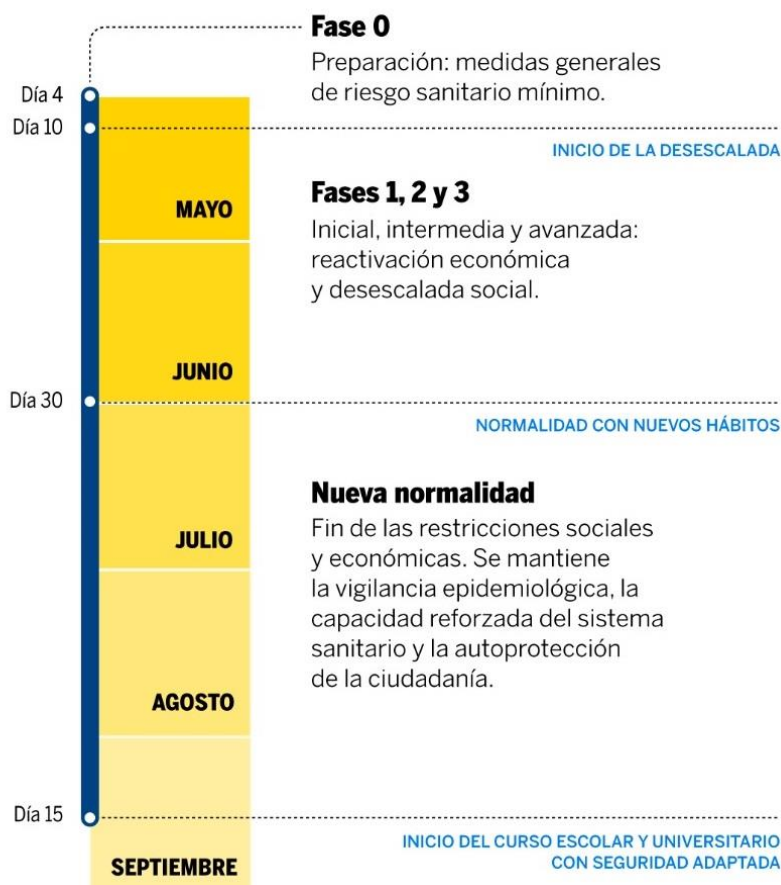 Fase 0
Preparación: medidas generales
de riesgo sanitario mínimo.
Día 4
Día 10
INICIO DE LA DESESCALADA
MAYO
Fases 1, 2 y 3
Inicial, intermedia y avanzada:
reactivación económica
y desescalada social.
JUNIO
Día 30
NORMALIDAD CON NUEVOS HÁBITOS
Nueva normalidad
Fin de las restricciones sociales
y económicas. Se mantiene
la vigilancia epidemiológica, la
capacidad reforzada del sistema
sanitario y la autoprotección
de la ciudadanía.
JULIO
AGOSTO
Día 15
INICIO DEL CURSO ESCOLAR Y UNIVERSITARIO
CON SEGURIDAD ADAPTADA
SEPTIEMBRE